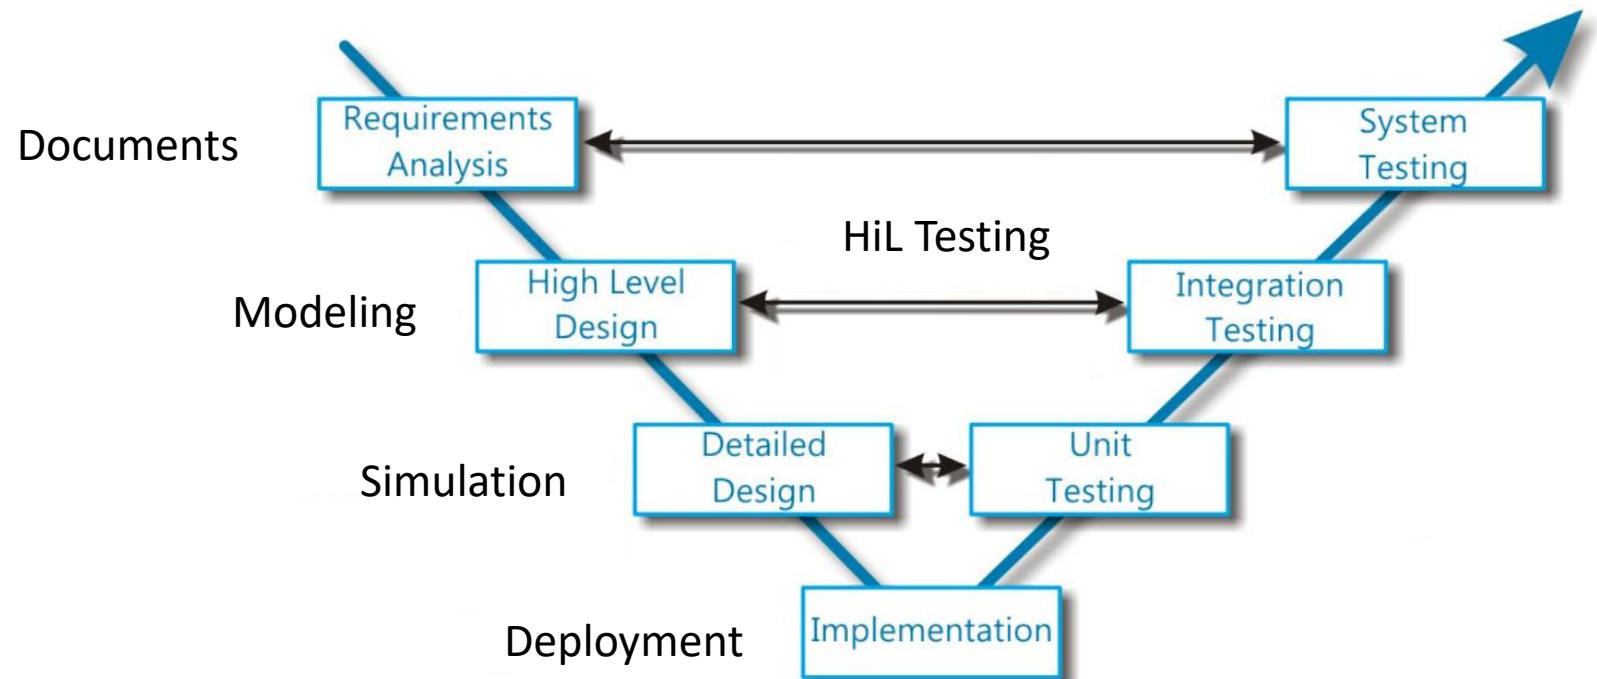 Documents
Requirements
Analysis
System
Testing
HiL Testing
Modeling
High Level
Design
Integration
Testing
Simulation
Detailed
Design
Unit
Testing
Deployment
Implementation